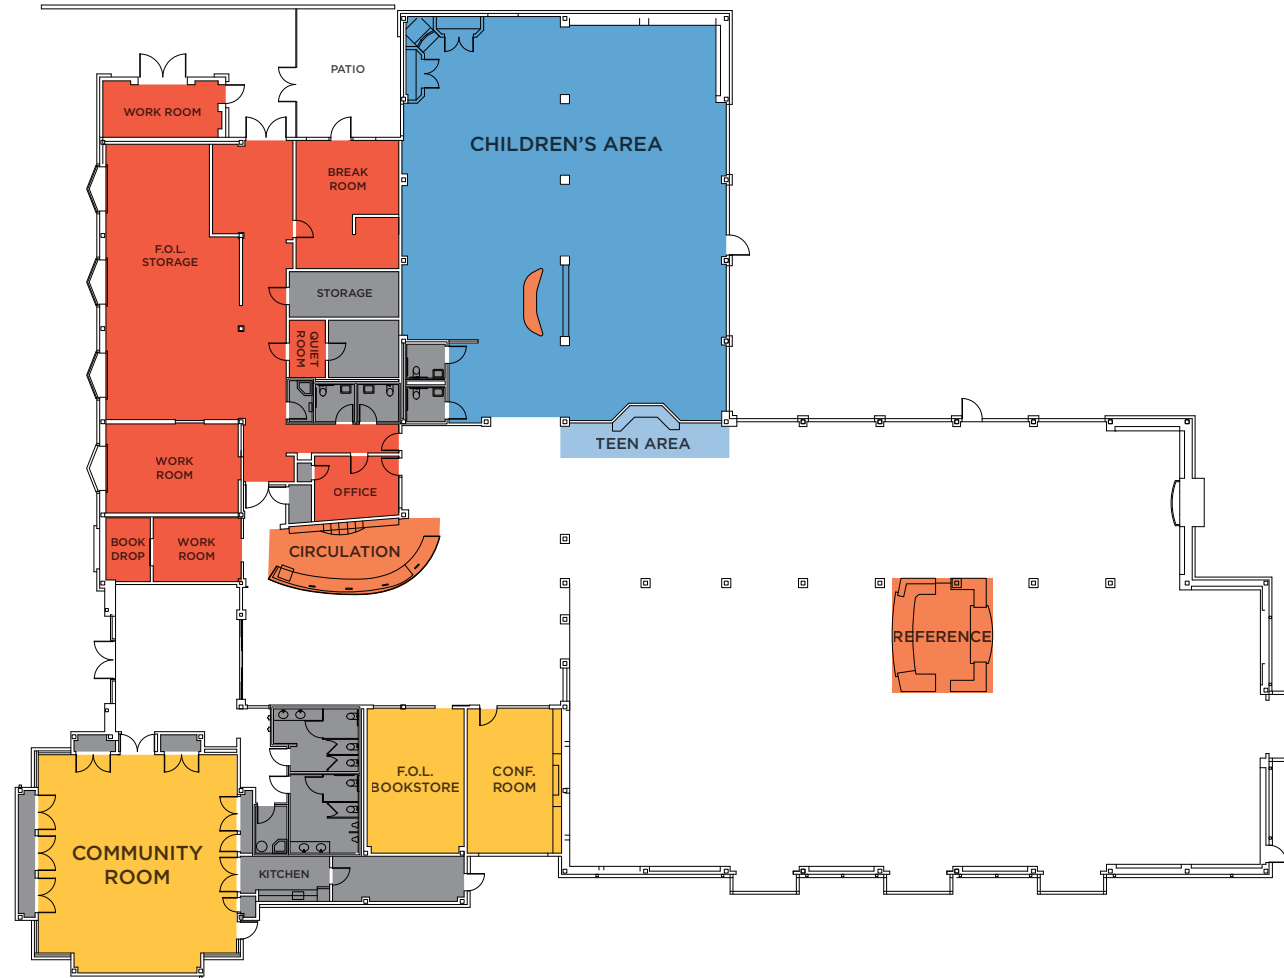 PATIO
WORK ROOM
CHILDREN'S AREA
BREAK
ROOM
F.O.L.
STORAGE
STORAGE
QUIET
ROOM
TEEN AREA
WORK
ROOM
OFFICE
BOOK
DROP
WORK
ROOM
CIRCULATION
REFERENCE
F.O.L.
BOOKSTORE
CONF.
ROOM
COMMUNITY
ROOM
KITCHEN